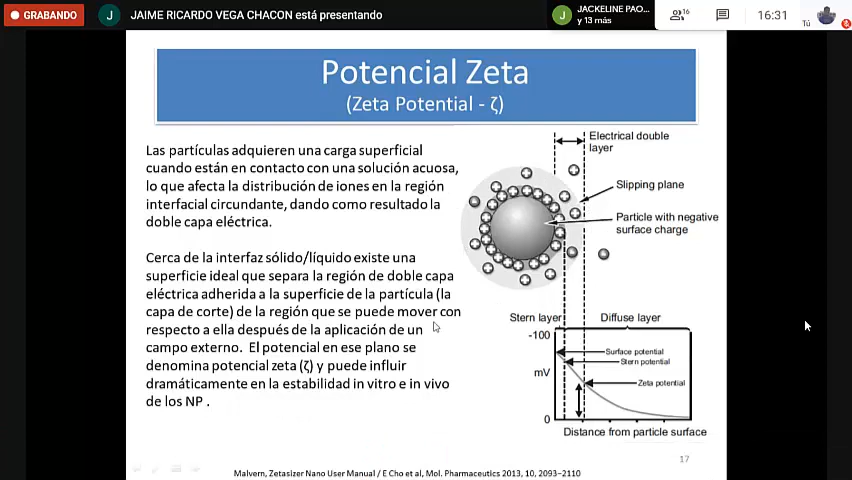 GRABANDO
J
JAIME RICARDO VEGA CHACON está presentando
J
JACKELINE PAO...
y 13 más
16
16:31
Tú
Potencial Zeta
(Zeta Potential - ζ)
Las partículas adquieren una carga superficial
cuando están en contacto con una solución acuosa,
lo que afecta la distribución de iones en la región
interfacial circundante, dando como resultado la
doble capa eléctrica.
Cerca de la interfaz sólido/líquido existe una
superficie ideal que separa la región de doble capa
eléctrica adherida a la superficie de la partícula (la
capa de corte) de la región que se puede mover con
respecto a ella después de la aplicación de un
campo externo. El potencial en ese plano se
denomina potencial zeta (ζ) y puede influir
dramáticamente en la estabilidad in vitro e in vivo
de los NP .
Electrical double
layer
Slipping plane
Particle with negative
surface charge
Stern layer
Diffuse layer
-100
Surface potential
Stern potential
mV
Zeta potential
0
Distance from particle surface
17
Malvern, Zetasizer Nano User Manual / E Cho et al, Mol. Pharmaceutics 2013, 10, 2093−2110